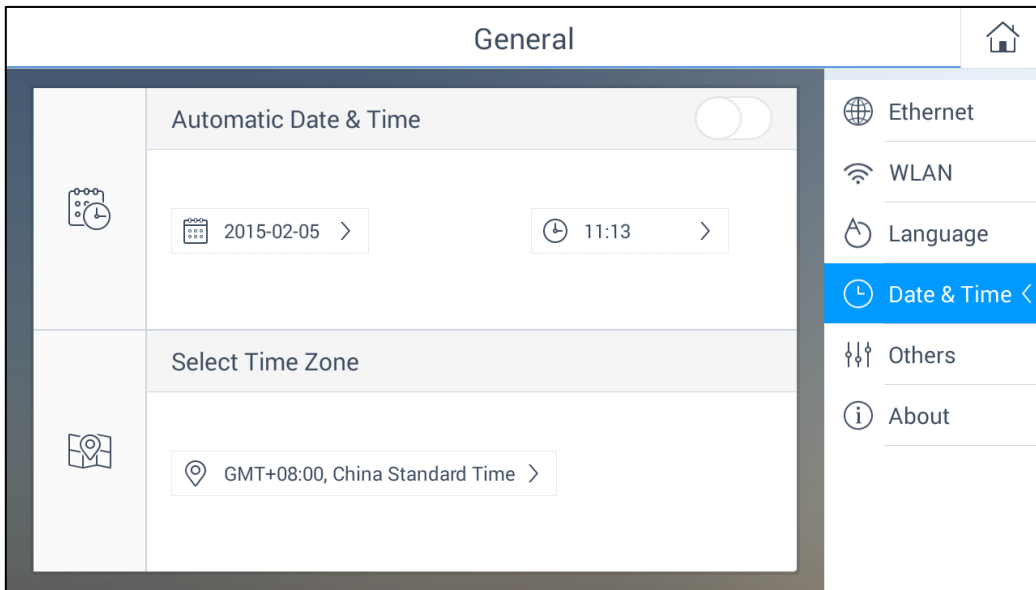 General
Automatic Date & Time
2015-02-05
11:13
Select Time Zone
GMT+08:00, China Standard Time
Ethernet
WLAN
Language
Date & Time
Others
About